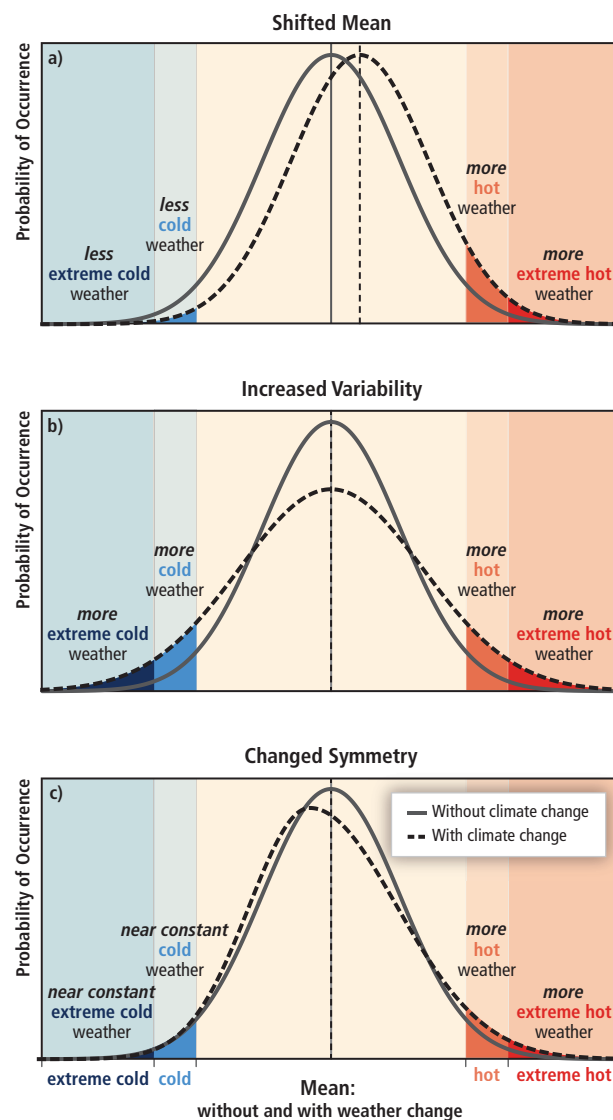 Shifted Mean
a)
Probability of Occurrence
less
extreme cold
weather
less
cold
weather
more
hot
weather
more
extreme hot
weather
Increased Variability
b)
Probability of Occurrence
more
extreme cold
weather
more
cold
weather
more
hot
weather
more
extreme hot
weather
Changed Symmetry
c)
Probability of Occurrence
Without climate change
With climate change
near constant
extreme cold
weather
near constant
cold
weather
more
hot
weather
more
extreme hot
weather
extreme cold
cold
hot
extreme hot
Mean:
without and with weather change